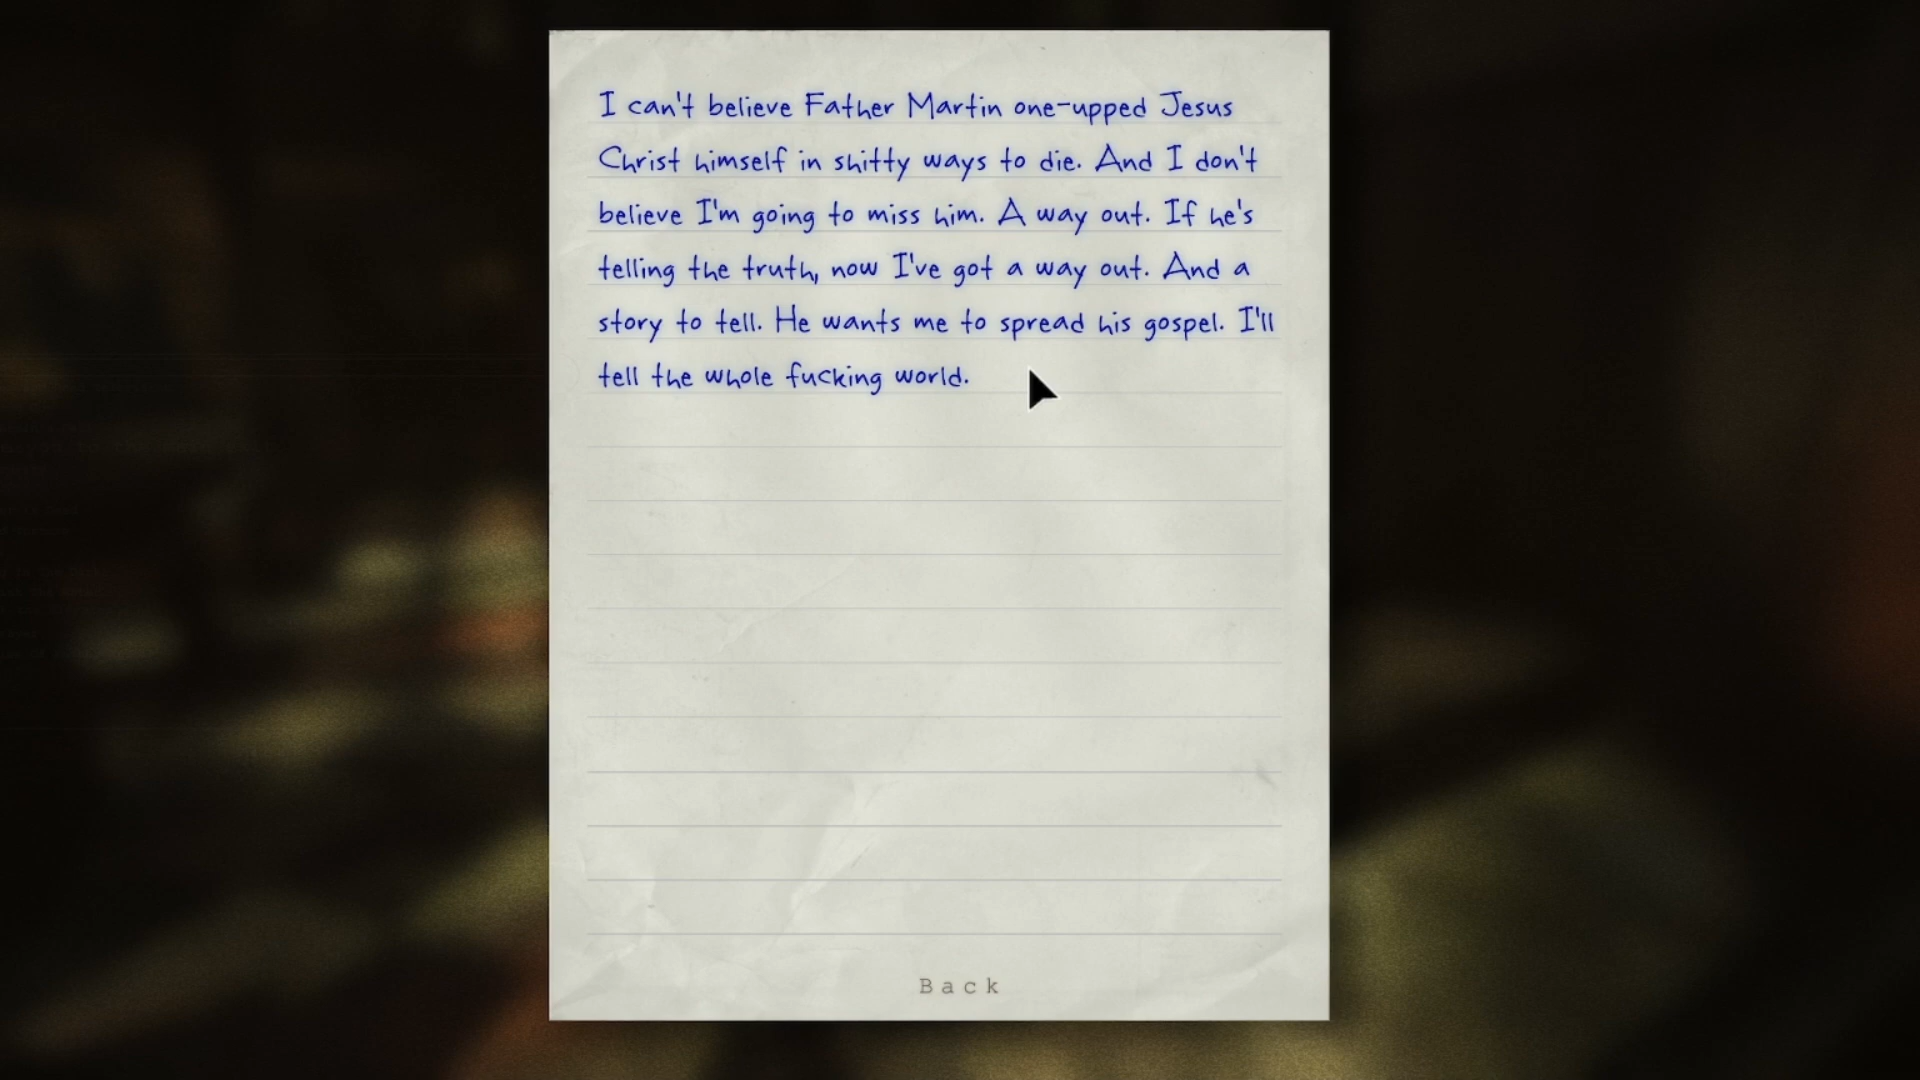 I can't believe Father Martin one-upped Jesus
Christ himself in shitty ways to die. And I don't
believe I'm going to miss him. A way out. If he's
telling the truth, now I've got a way out. And a
story to tell. He wants me to spread his gospel. I'll
tell the whole fucking world.
Back